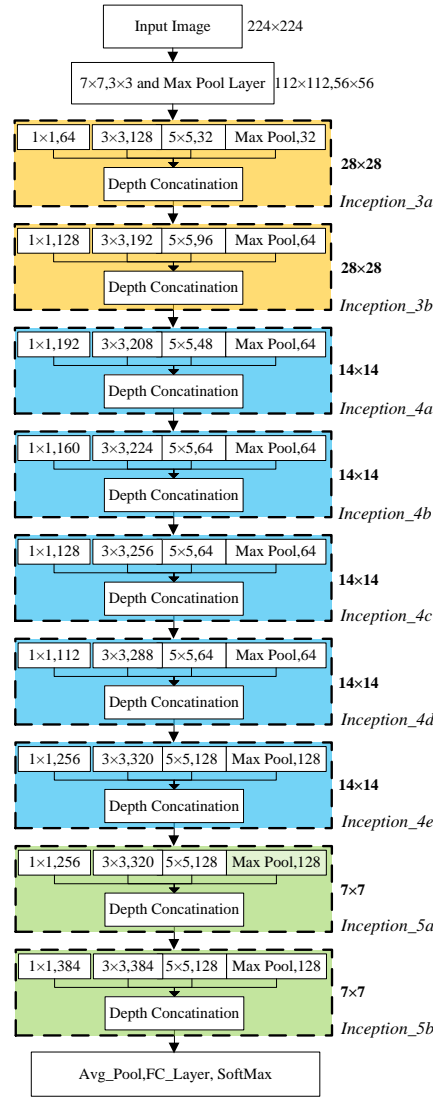 Input Image 224×224
7×7,3×3 and Max Pool Layer 112×112,56×56
1×1,64 3×3,128 5×5,32 Max Pool,32
28×28
Depth Concatination
Inception_3a
1×1,128 3×3,192 5×5,96 Max Pool,64
28×28
Depth Concatination
Inception_3b
1×1,192 3×3,208 5×5,48 Max Pool,64
14×14
Depth Concatination
Inception_4a
1×1,160 3×3,224 5×5,64 Max Pool,64
14×14
Depth Concatination
Inception_4b
1×1,128 3×3,256 5×5,64 Max Pool,64
14×14
Depth Concatination
Inception_4c
1×1,112 3×3,288 5×5,64 Max Pool,64
14×14
Depth Concatination
Inception_4d
1×1,256 3×3,320 5×5,128 Max Pool,128
14×14
Depth Concatination
Inception_4e
1×1,256 3×3,320 5×5,128 Max Pool,128
7×7
Depth Concatination
Inception_5a
1×1,384 3×3,384 5×5,128 Max Pool,128
7×7
Depth Concatination
Inception_5b
Avg_Pool,FC_Layer, SoftMax